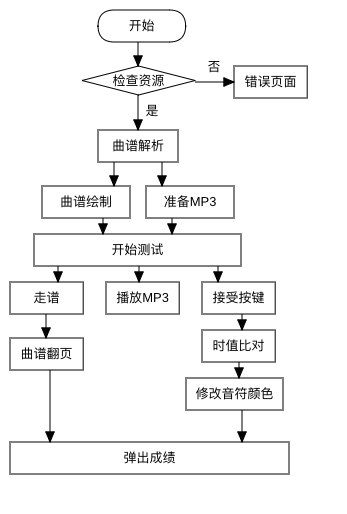 开始
检查资源
否
错误页面
是
曲谱解析
曲谱绘制
准备MP3
开始测试
走谱
播放MP3
接受按键
曲谱翻页
时值比对
修改音符颜色
弹出成绩